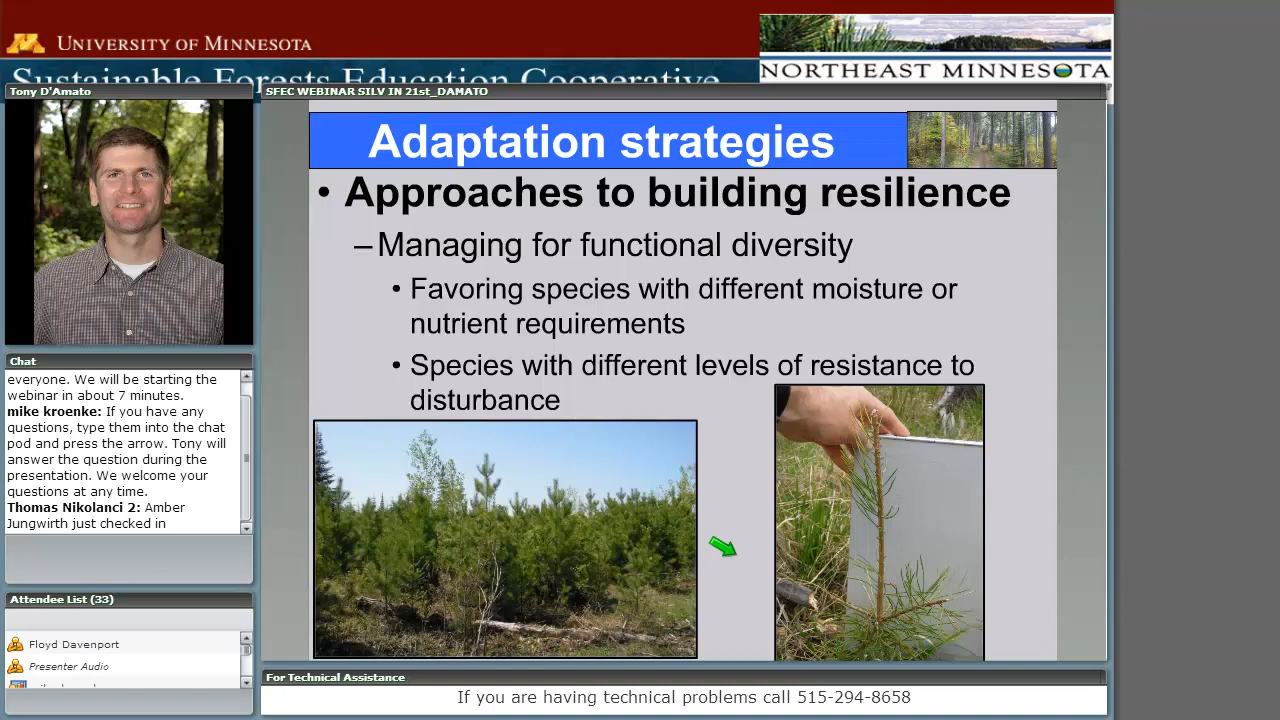 UNIVERSITY OF MINNESOTA
Sustainable Forests Education Cooperative
NORTHEAST MINNESOTA
Tony D'Amato
SFEC WEBINAR SILV IN 21st_DAMATO
Adaptation strategies
• Approaches to building resilience
–Managing for functional diversity
• Favoring species with different moisture or
nutrient requirements
• Species with different levels of resistance to
disturbance
Chat
everyone. We will be starting the
webinar in about 7 minutes.
mike kroenke: If you have any
questions, type them into the chat
pod and press the arrow. Tony will
answer the question during the
presentation. We welcome your
questions at any time.
Thomas Nikolanci 2: Amber
Jungwirth just checked in
Attendee List (33)
Floyd Davenport
Presenter Audio
For Technical Assistance
If you are having technical problems call 515-294-8658